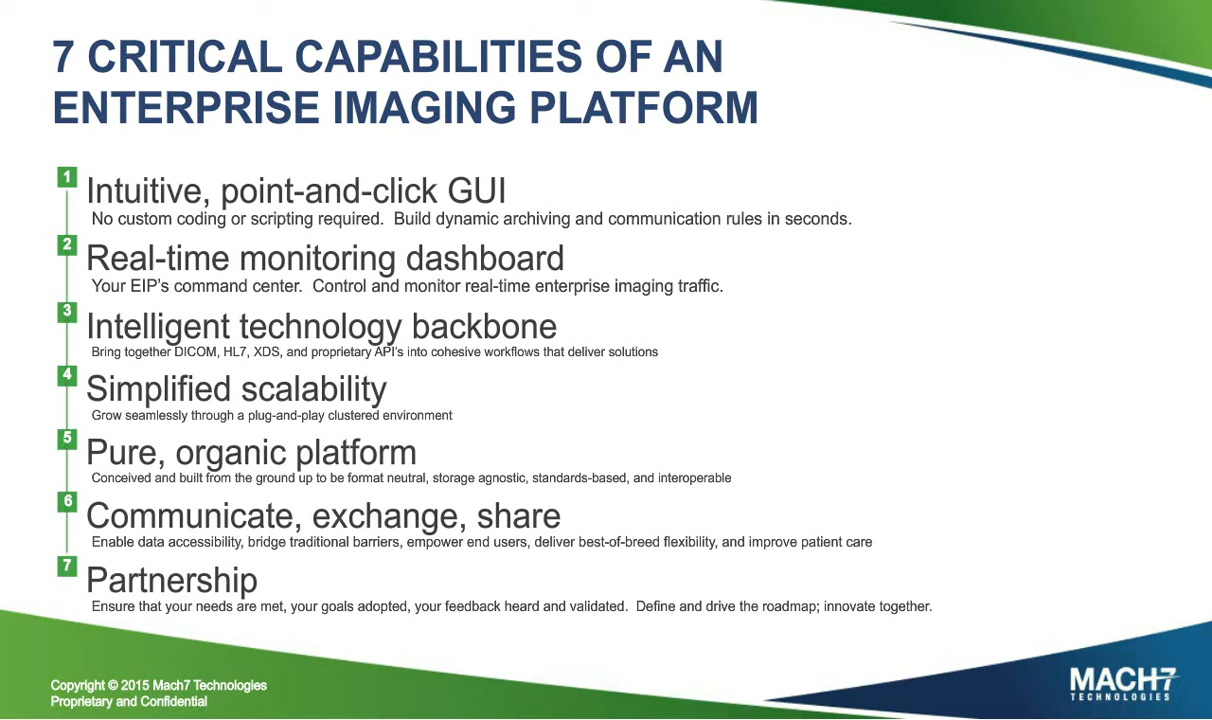 7 CRITICAL CAPABILITIES OF AN
ENTERPRISE IMAGING PLATFORM
1
Intuitive, point-and-click GUI
No custom coding or scripting required.  Build dynamic archiving and communication rules in seconds.
2
Real-time monitoring dashboard
Your EIP's command center.  Control and monitor real-time enterprise imaging traffic.
3
Intelligent technology backbone
Bring together DICOM, HL7, XDS, and proprietary API's into cohesive workflows that deliver solutions
4
Simplified scalability
Grow seamlessly through a plug-and-play clustered environment
5
Pure, organic platform
Conceived and built from the ground up to be format neutral, storage agnostic, standards-based, and interoperable
6
Communicate, exchange, share
Enable data accessibility, bridge traditional barriers, empower end users, deliver best-of-breed flexibility, and improve patient care
7
Partnership
Ensure that your needs are met, your goals adopted, your feedback heard and validated.  Define and drive the roadmap; innovate together.
Copyright © 2015 Mach7 Technologies
Proprietary and Confidential
MACH7
TECHNOLOGIES